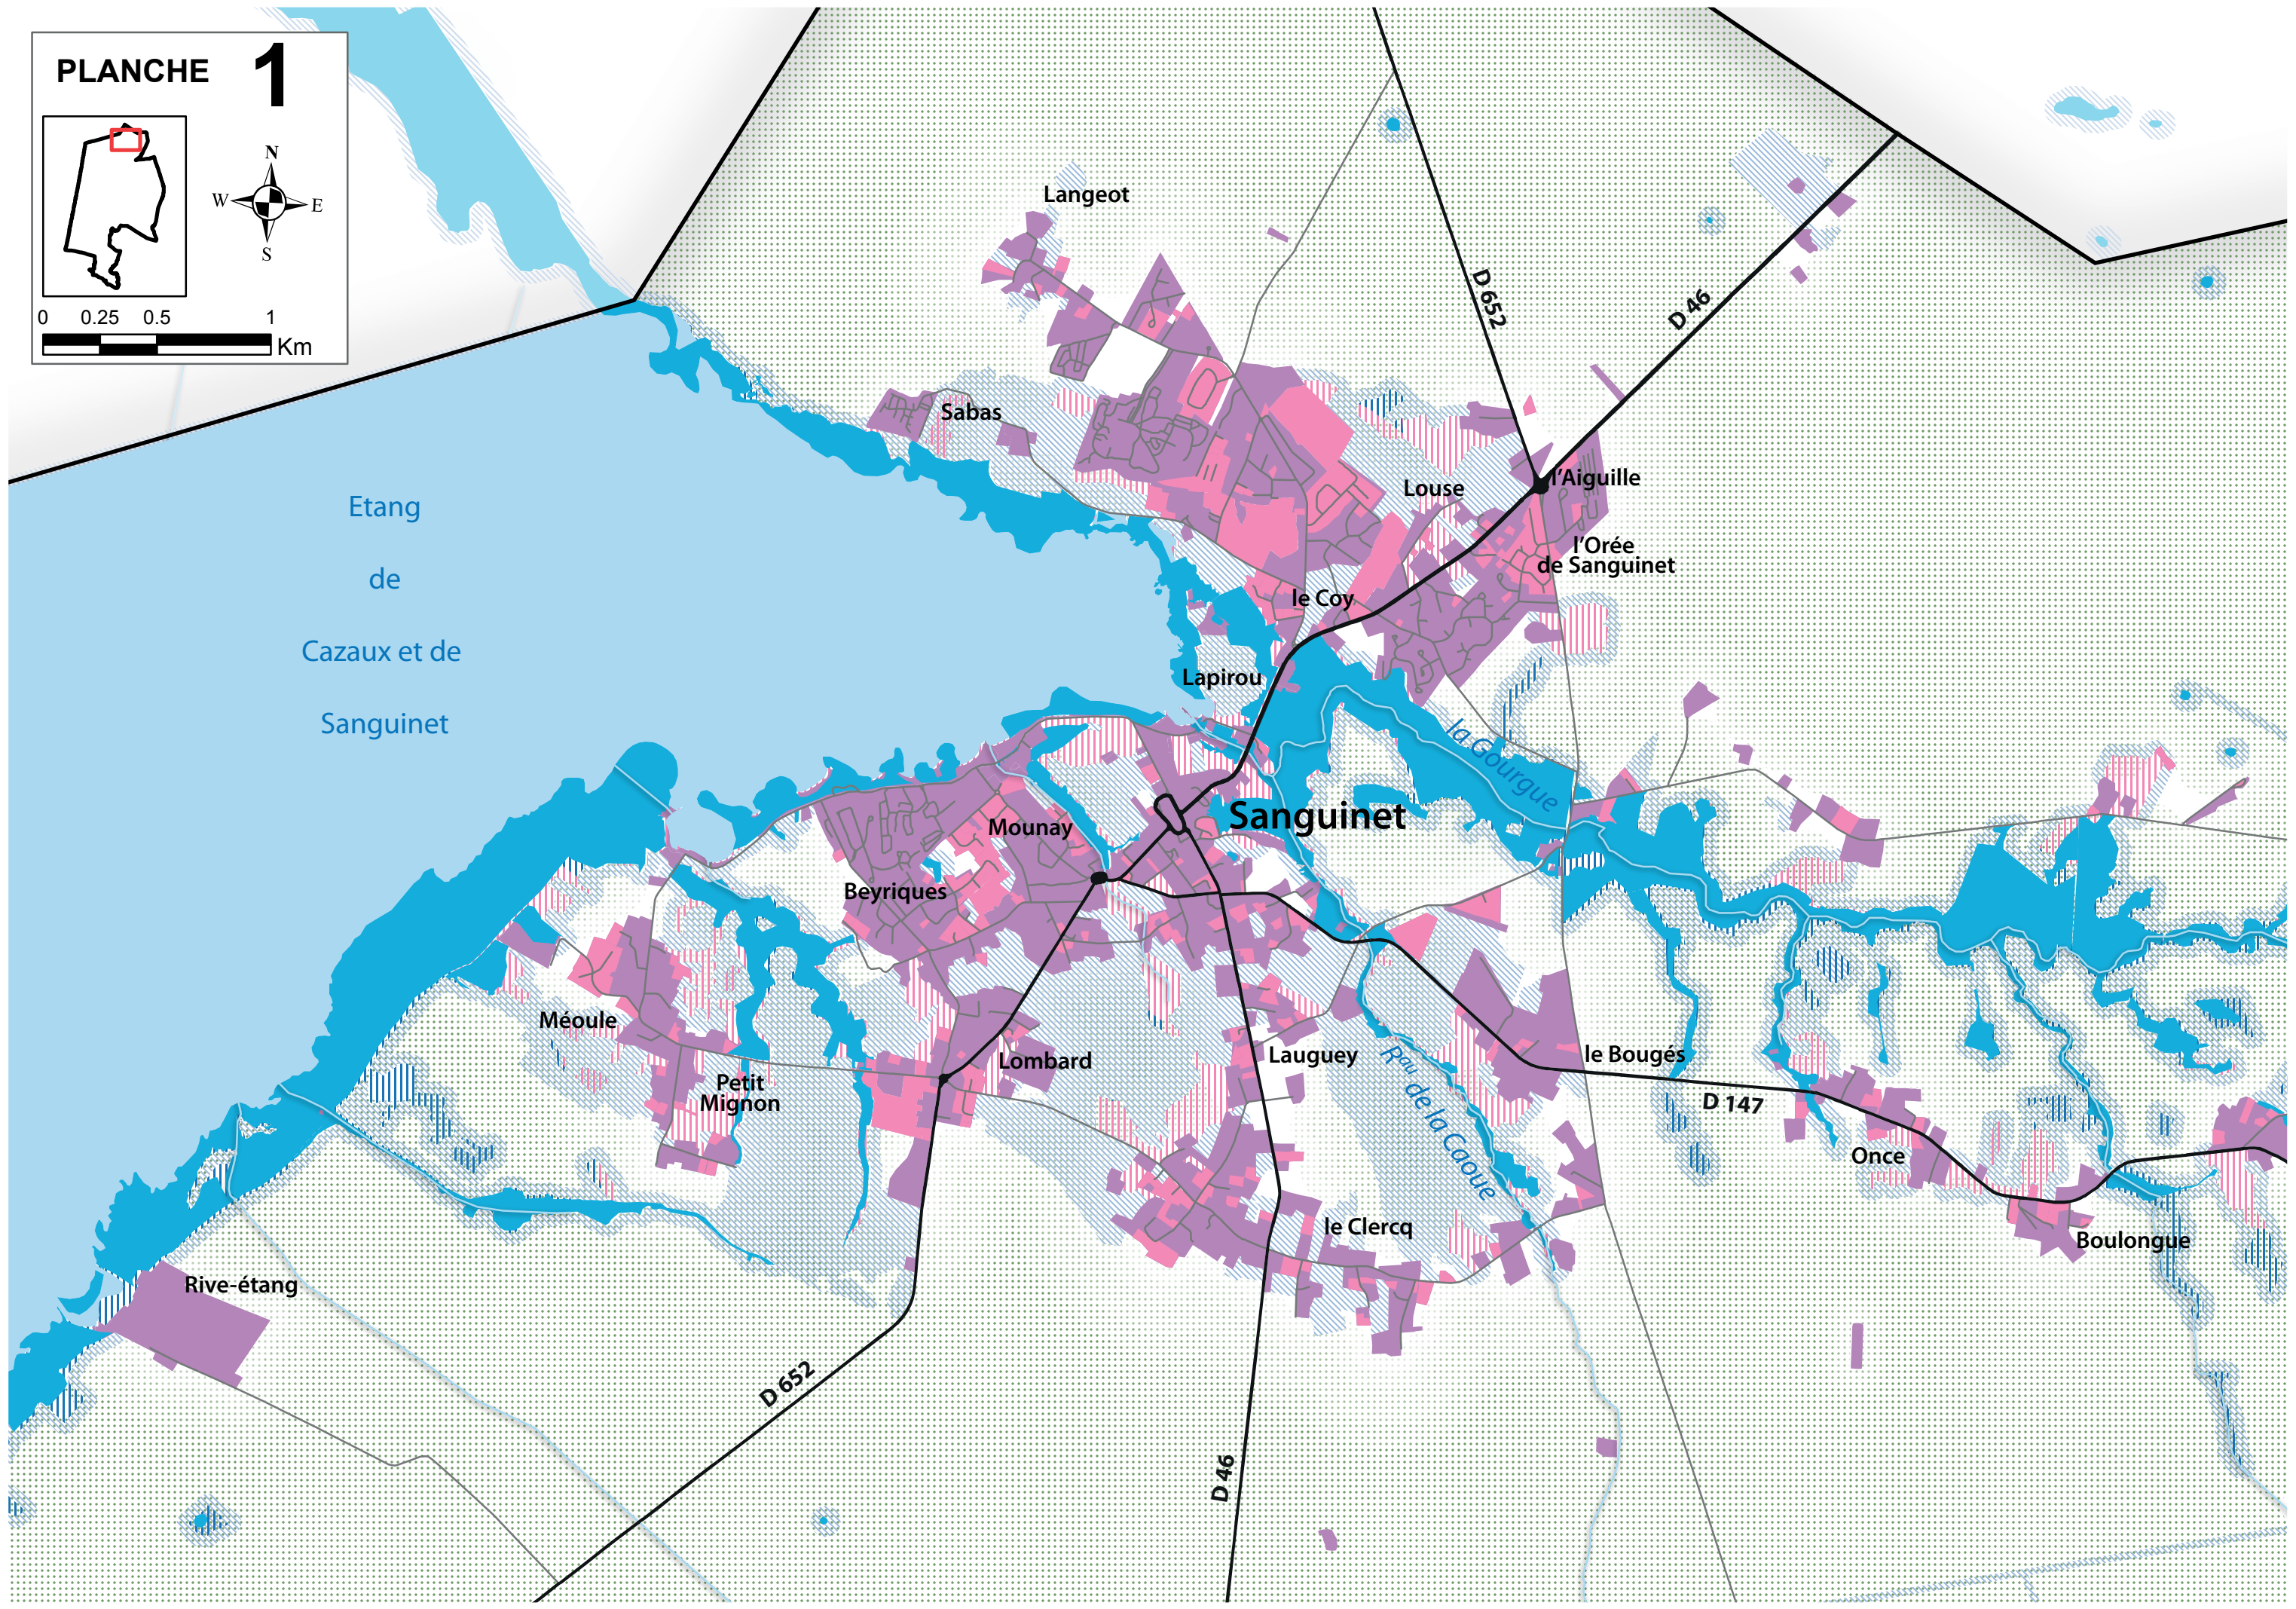 PLANCHE 1
N
W E
S
0 0.25 0.5 1
Km
Langeot
D 652
D 46
Sabas
Louse
l'Aiguille
l'Orée
de Sanguinet
Etang
de
Cazaux et de
Sanguinet
le Coy
Lapirou
la Gourgue
Sanguinet
Mounay
Beyriques
Méoule
Petit
Mignon
Lombard
Lauguey
Rau de la Caoue
le Bougés
D 147
Once
le Clercq
Boulongue
Rive-étang
D 652
D 46